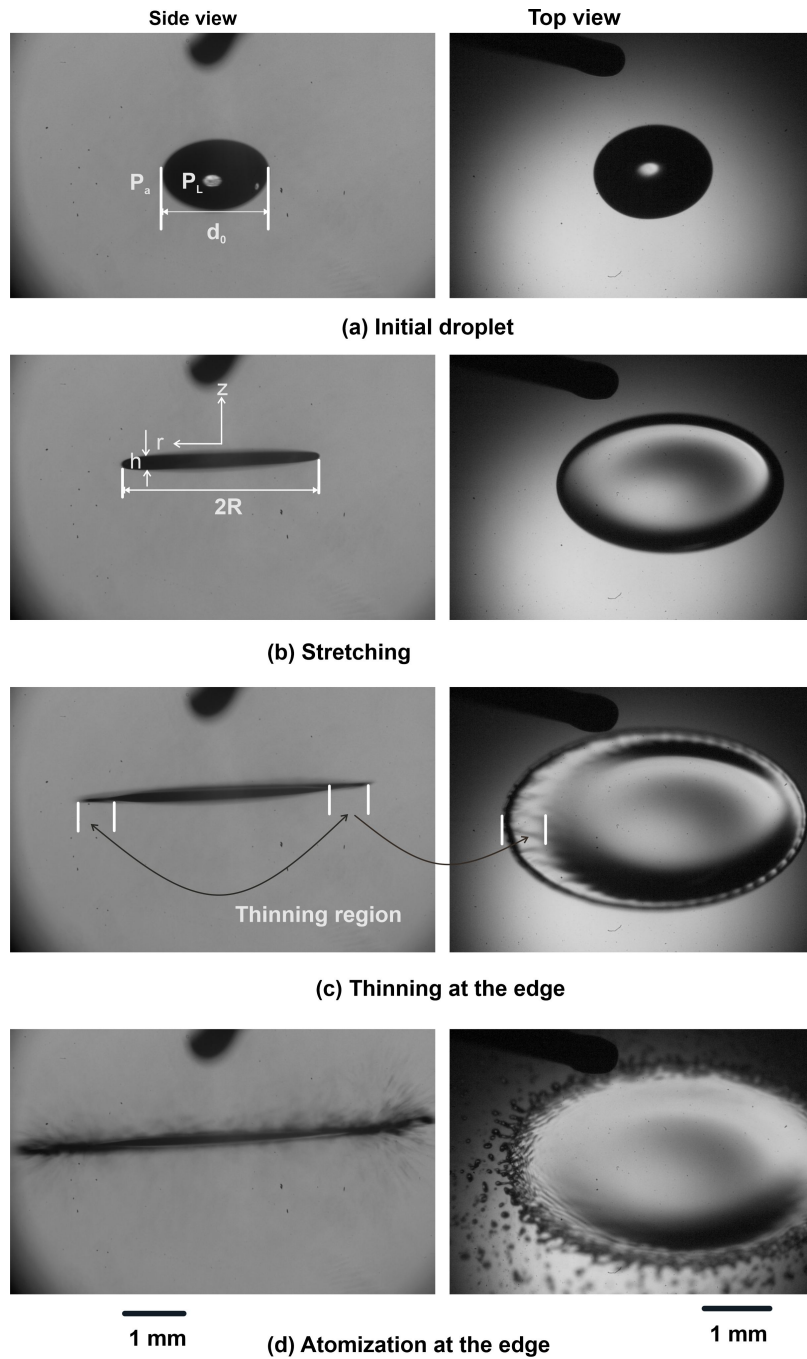 Side view
Top view
Pₐ
P_L
d₀
(a) Initial droplet
z
r
h
2R
(b) Stretching
Thinning region
(c) Thinning at the edge
1 mm
(d) Atomization at the edge
1 mm